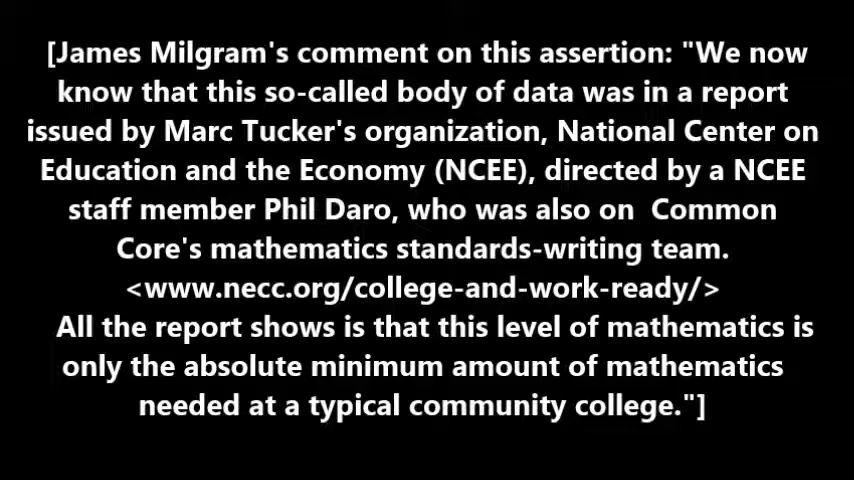 [James Milgram's comment on this assertion: "We now
know that this so-called body of data was in a report
issued by Marc Tucker's organization, National Center on
Education and the Economy (NCEE), directed by a NCEE
staff member Phil Daro, who was also on Common
Core's mathematics standards-writing team.
<www.necc.org/college-and-work-ready/>
All the report shows is that this level of mathematics is
only the absolute minimum amount of mathematics
needed at a typical community college."]